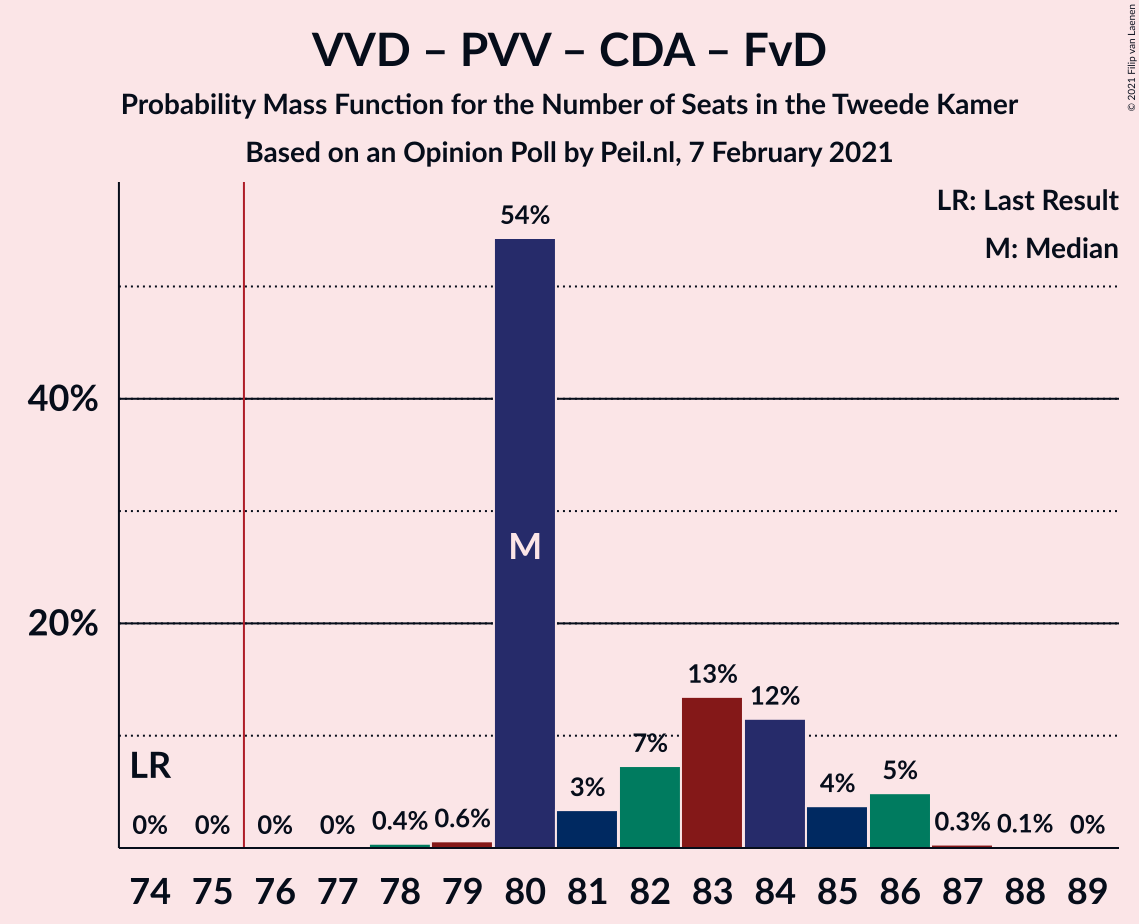 VVD – PVV – CDA – FvD
Probability Mass Function for the Number of Seats in the Tweede Kamer
Based on an Opinion Poll by Peil.nl, 7 February 2021
© 2021 Filip van Laenen
LR: Last Result
M: Median
40%
20%
LR
M
0% 0% 0% 0% 0.4% 0.6% 54% 3% 7% 13% 12% 4% 5% 0.3% 0.1% 0%
74 75 76 77 78 79 80 81 82 83 84 85 86 87 88 89